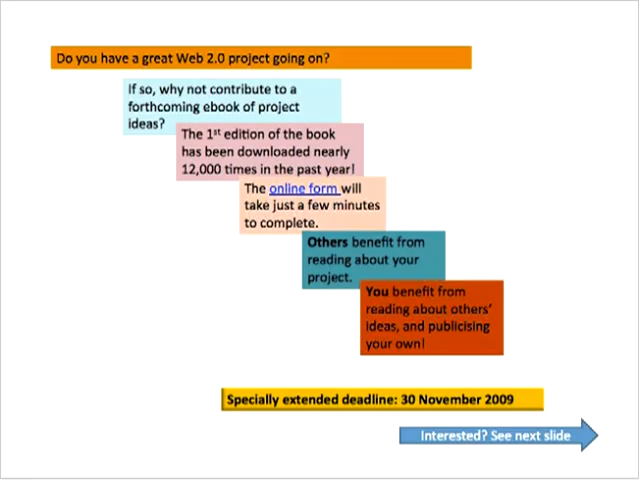 Do you have a great Web 2.0 project going on?
If so, why not contribute to a
forthcoming ebook of project
ideas?
The 1st edition of the book
has been downloaded nearly
12,000 times in the past year!
The online form will
take just a few minutes
to complete.
Others benefit from
reading about your
project.
You benefit from
reading about others’
ideas, and publicising
your own!
Specially extended deadline: 30 November 2009
Interested? See next slide